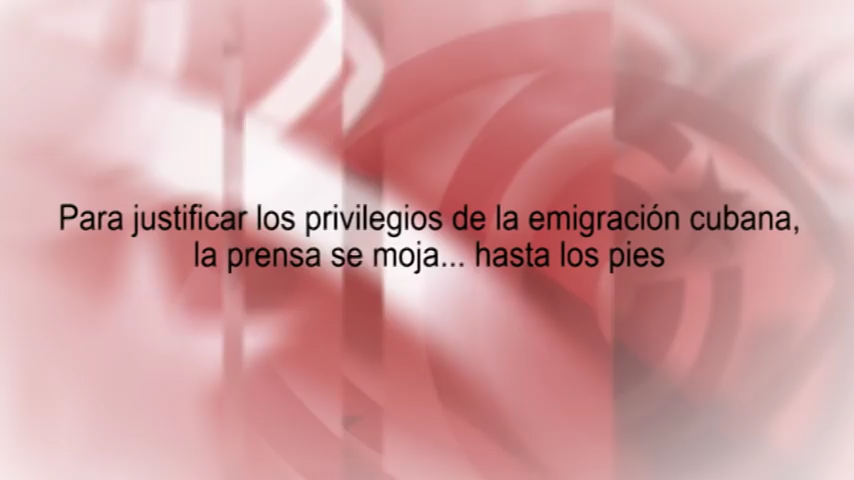 Para justificar los privilegios de la emigración cubana,
la prensa se moja... hasta los pies